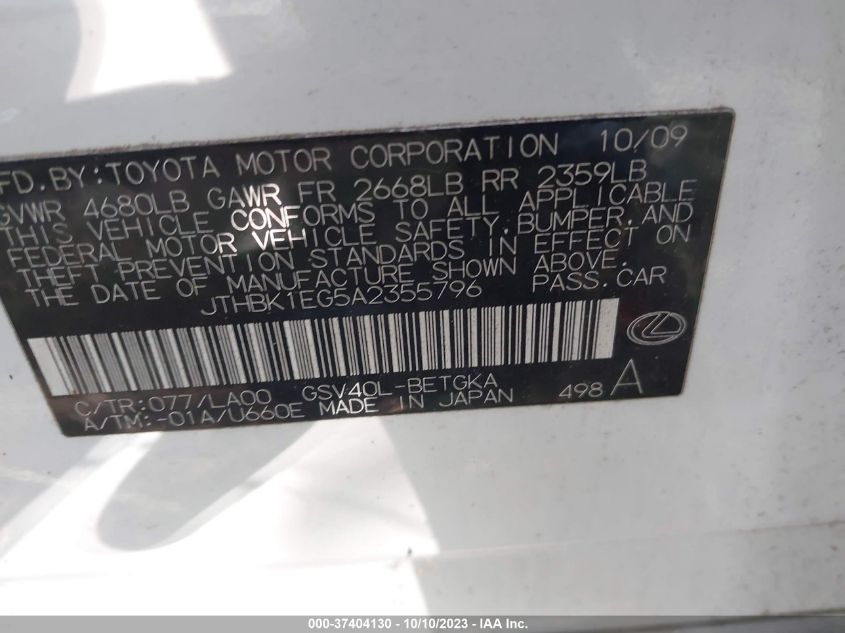 FD. BY: TOYOTA MOTOR CORPORATION 10/09
GVWR 4680LB GAWR FR 2668LB RR 2359LB
THIS VEHICLE CONFORMS TO ALL APPLICABLE
FEDERAL MOTOR VEHICLE SAFETY, BUMPER, AND
THEFT PREVENTION STANDARDS IN EFFECT ON
THE DATE OF MANUFACTURE SHOWN ABOVE.
JTHBK1EG5A2355796 PASS. CAR
C/TR: 077/LA00 GSV40L-BETGKA 498 A
A/TM: -01A/U660E MADE IN JAPAN
000-37404130 - 10/10/2023 - IAA Inc.